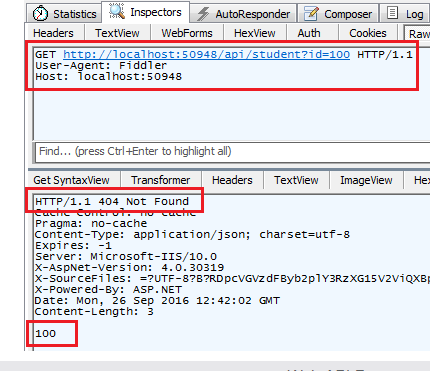 Statistics Inspectors AutoResponder Composer Log
Headers TextView WebForms HexView Auth Cookies Raw
GET http://localhost:50948/api/student?id=100 HTTP/1.1
User-Agent: Fiddler
Host: localhost:50948
Find... (press Ctrl+Enter to highlight all)
Get SyntaxView Transformer Headers TextView ImageView Hex
HTTP/1.1 404 Not Found
Cache-Control: no-cache
Pragma: no-cache
Content-Type: application/json; charset=utf-8
Expires: -1
Server: Microsoft-IIS/10.0
X-AspNet-Version: 4.0.30319
X-SourceFiles: =?UTF-8?B?RDpcVGVzdFByb2plY3RzXG15V2ViQXBp
X-Powered-By: ASP.NET
Date: Mon, 26 Sep 2016 12:42:02 GMT
Content-Length: 3
100